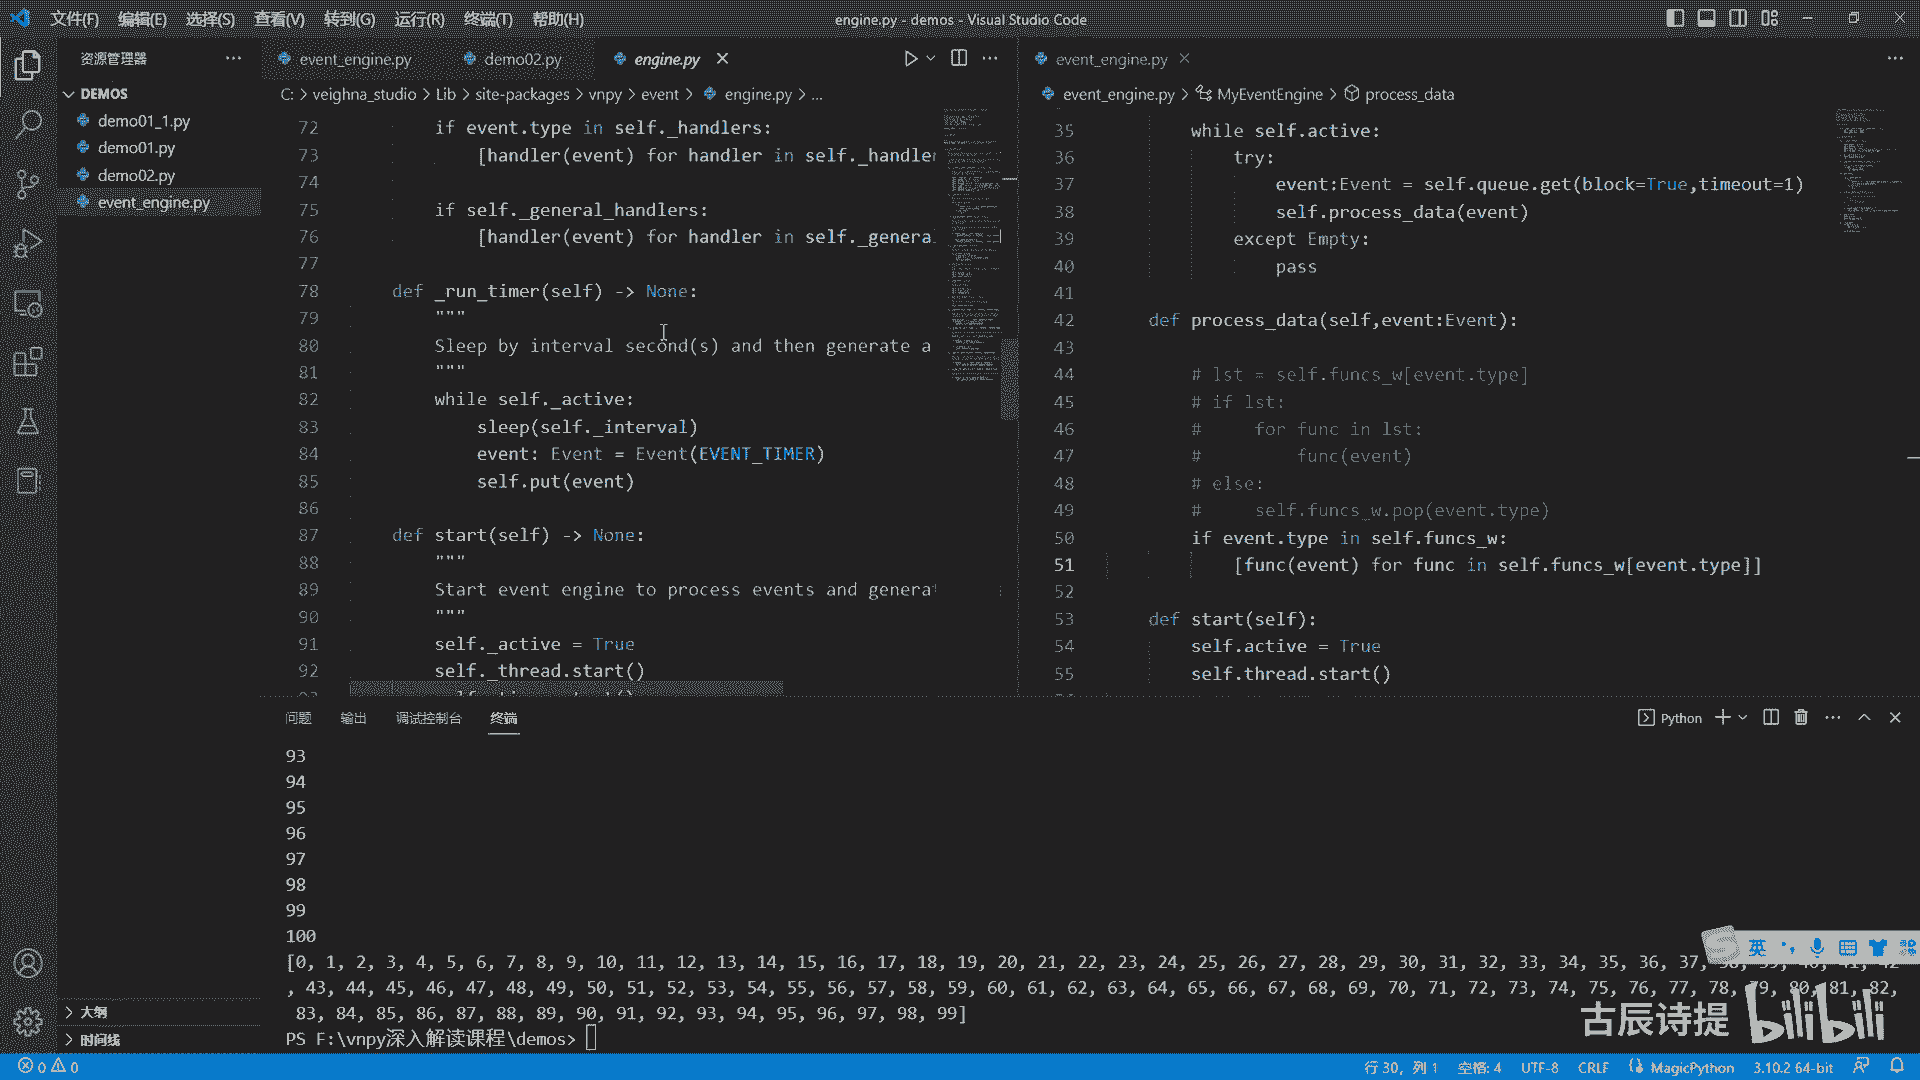 文件(F) 编辑(E) 选择(S) 查看(V) 转到(G) 运行(R) 终端(T) 帮助(H) engine.py - demos - Visual Studio Code
资源管理器
DEMOS
demo01_1.py
demo01.py
demo02.py
event_engine.py
大纲
时间线
event_engine.py demo02.py engine.py
C: > veighna_studio > Lib > site-packages > vnpy > event > engine.py > ...
72 if event.type in self._handlers:
73 [handler(event) for handler in self._handler
74
75 if self._general_handlers:
76 [handler(event) for handler in self._general
77
78 def _run_timer(self) -> None:
79 """
80 Sleep by interval second(s) and then generate a
81 """
82 while self._active:
83 sleep(self._interval)
84 event: Event = Event(EVENT_TIMER)
85 self.put(event)
86
87 def start(self) -> None:
88 """
89 Start event engine to process events and generat
90 """
91 self._active = True
92 self._thread.start()
event_engine.py
event_engine.py > MyEventEngine > process_data
35 while self.active:
36 try:
37 event:Event = self.queue.get(block=True,timeout=1)
38 self.process_data(event)
39 except Empty:
40 pass
41
42 def process_data(self,event:Event):
43
44 # lst = self.funcs_w[event.type]
45 # if lst:
46 # for func in lst:
47 # func(event)
48 # else:
49 # self.funcs_w.pop(event.type)
50 if event.type in self.funcs_w:
51 [func(event) for func in self.funcs_w[event.type]]
52
53 def start(self):
54 self.active = True
55 self.thread.start()
问题 输出 调试控制台 终端 Python
93
94
95
96
97
98
99
100
[0, 1, 2, 3, 4, 5, 6, 7, 8, 9, 10, 11, 12, 13, 14, 15, 16, 17, 18, 19, 20, 21, 22, 23, 24, 25, 26, 27, 28, 29, 30, 31, 32, 33, 34, 35, 36, 37, 38, 39, 40, 41, 42
, 43, 44, 45, 46, 47, 48, 49, 50, 51, 52, 53, 54, 55, 56, 57, 58, 59, 60, 61, 62, 63, 64, 65, 66, 67, 68, 69, 70, 71, 72, 73, 74, 75, 76, 77, 78, 79, 80, 81, 82,
83, 84, 85, 86, 87, 88, 89, 90, 91, 92, 93, 94, 95, 96, 97, 98, 99]
PS F:\vnpy深入解读课程\demos>
英
古辰诗提 bilibili
0 0 行 30, 列 1 空格: 4 UTF-8 CRLF MagicPython 3.10.2 64-bit